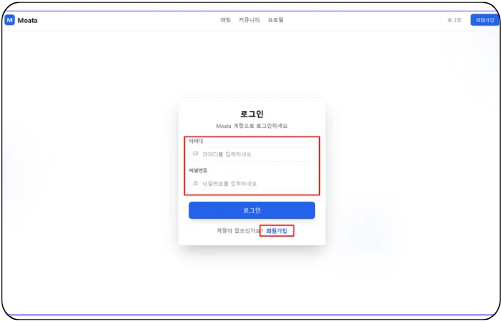 M Moata
매칭 커뮤니티 프로필
로그인 회원가입
로그인
Moata 계정으로 로그인하세요
아이디
아이디를 입력하세요
비밀번호
비밀번호를 입력하세요
로그인
계정이 없으신가요? 회원가입